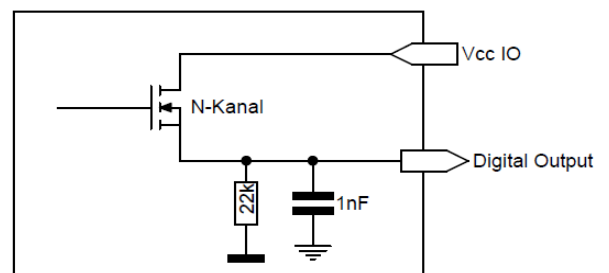 Vcc IO
N-Kanal
Digital Output
22k
1nF